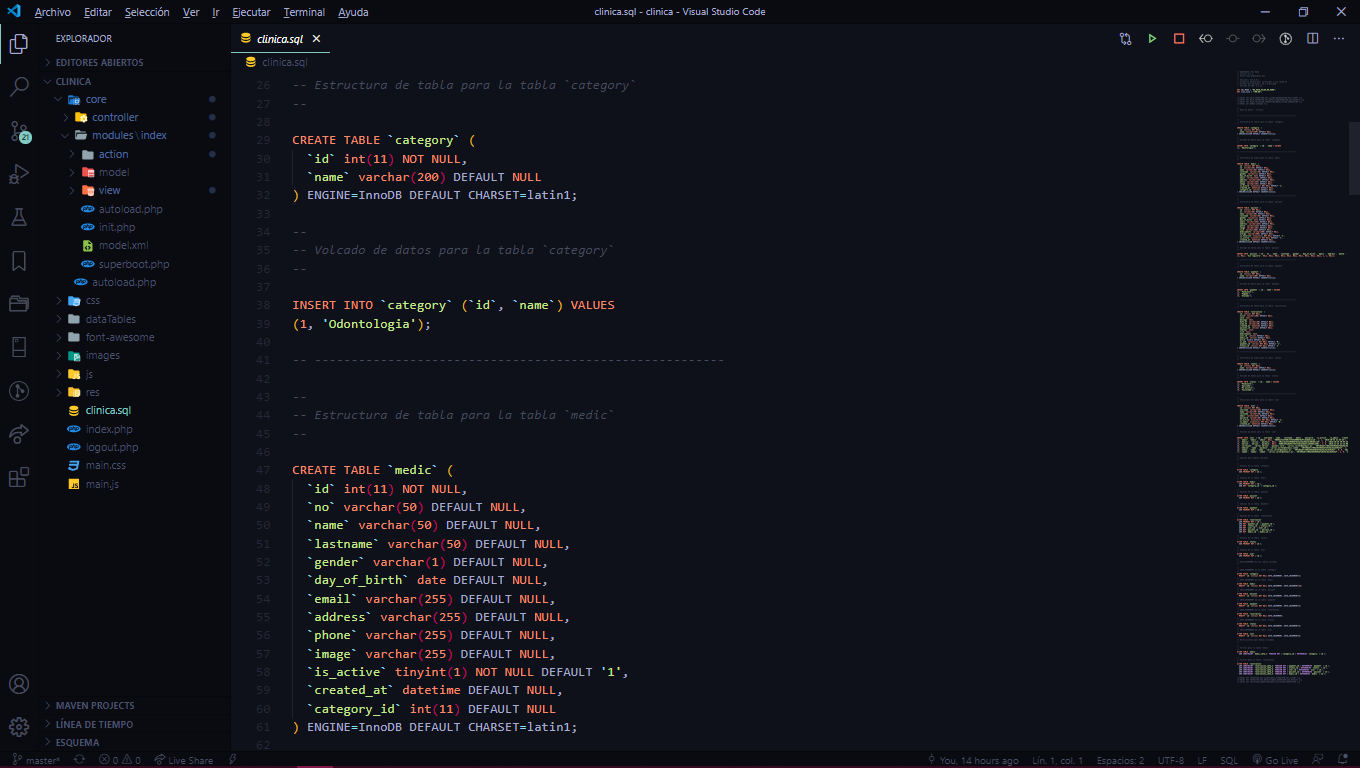 Archivo Editar Selección Ver Ir Ejecutar Terminal Ayuda
clinica.sql - clinica - Visual Studio Code
EXPLORADOR
EDITORES ABIERTOS
CLINICA
core
controller
modules\index
action
model
view
autoload.php
init.php
model.xml
superboot.php
autoload.php
css
dataTables
font-awesome
images
js
res
clinica.sql
index.php
logout.php
main.css
main.js
MAVEN PROJECTS
LÍNEA DE TIEMPO
ESQUEMA
21
clinica.sql
clinica.sql
26 -- Estructura de tabla para la tabla `category`
27 --
28
29 CREATE TABLE `category` (
30 `id` int(11) NOT NULL,
31 `name` varchar(200) DEFAULT NULL
32 ) ENGINE=InnoDB DEFAULT CHARSET=latin1;
33
34 --
35 -- Volcado de datos para la tabla `category`
36 --
37
38 INSERT INTO `category` (`id`, `name`) VALUES
39 (1, 'Odontologia');
40
41 -- --------------------------------------------------------
42
43 --
44 -- Estructura de tabla para la tabla `medic`
45 --
46
47 CREATE TABLE `medic` (
48 `id` int(11) NOT NULL,
49 `no` varchar(50) DEFAULT NULL,
50 `name` varchar(50) DEFAULT NULL,
51 `lastname` varchar(50) DEFAULT NULL,
52 `gender` varchar(1) DEFAULT NULL,
53 `day_of_birth` date DEFAULT NULL,
54 `email` varchar(255) DEFAULT NULL,
55 `address` varchar(255) DEFAULT NULL,
56 `phone` varchar(255) DEFAULT NULL,
57 `image` varchar(255) DEFAULT NULL,
58 `is_active` tinyint(1) NOT NULL DEFAULT '1',
59 `created_at` datetime DEFAULT NULL,
60 `category_id` int(11) DEFAULT NULL
61 ) ENGINE=InnoDB DEFAULT CHARSET=latin1;
62
master* 0 0 Live Share You, 14 hours ago Lín. 1, col. 1 Espacios: 2 UTF-8 LF SQL Go Live